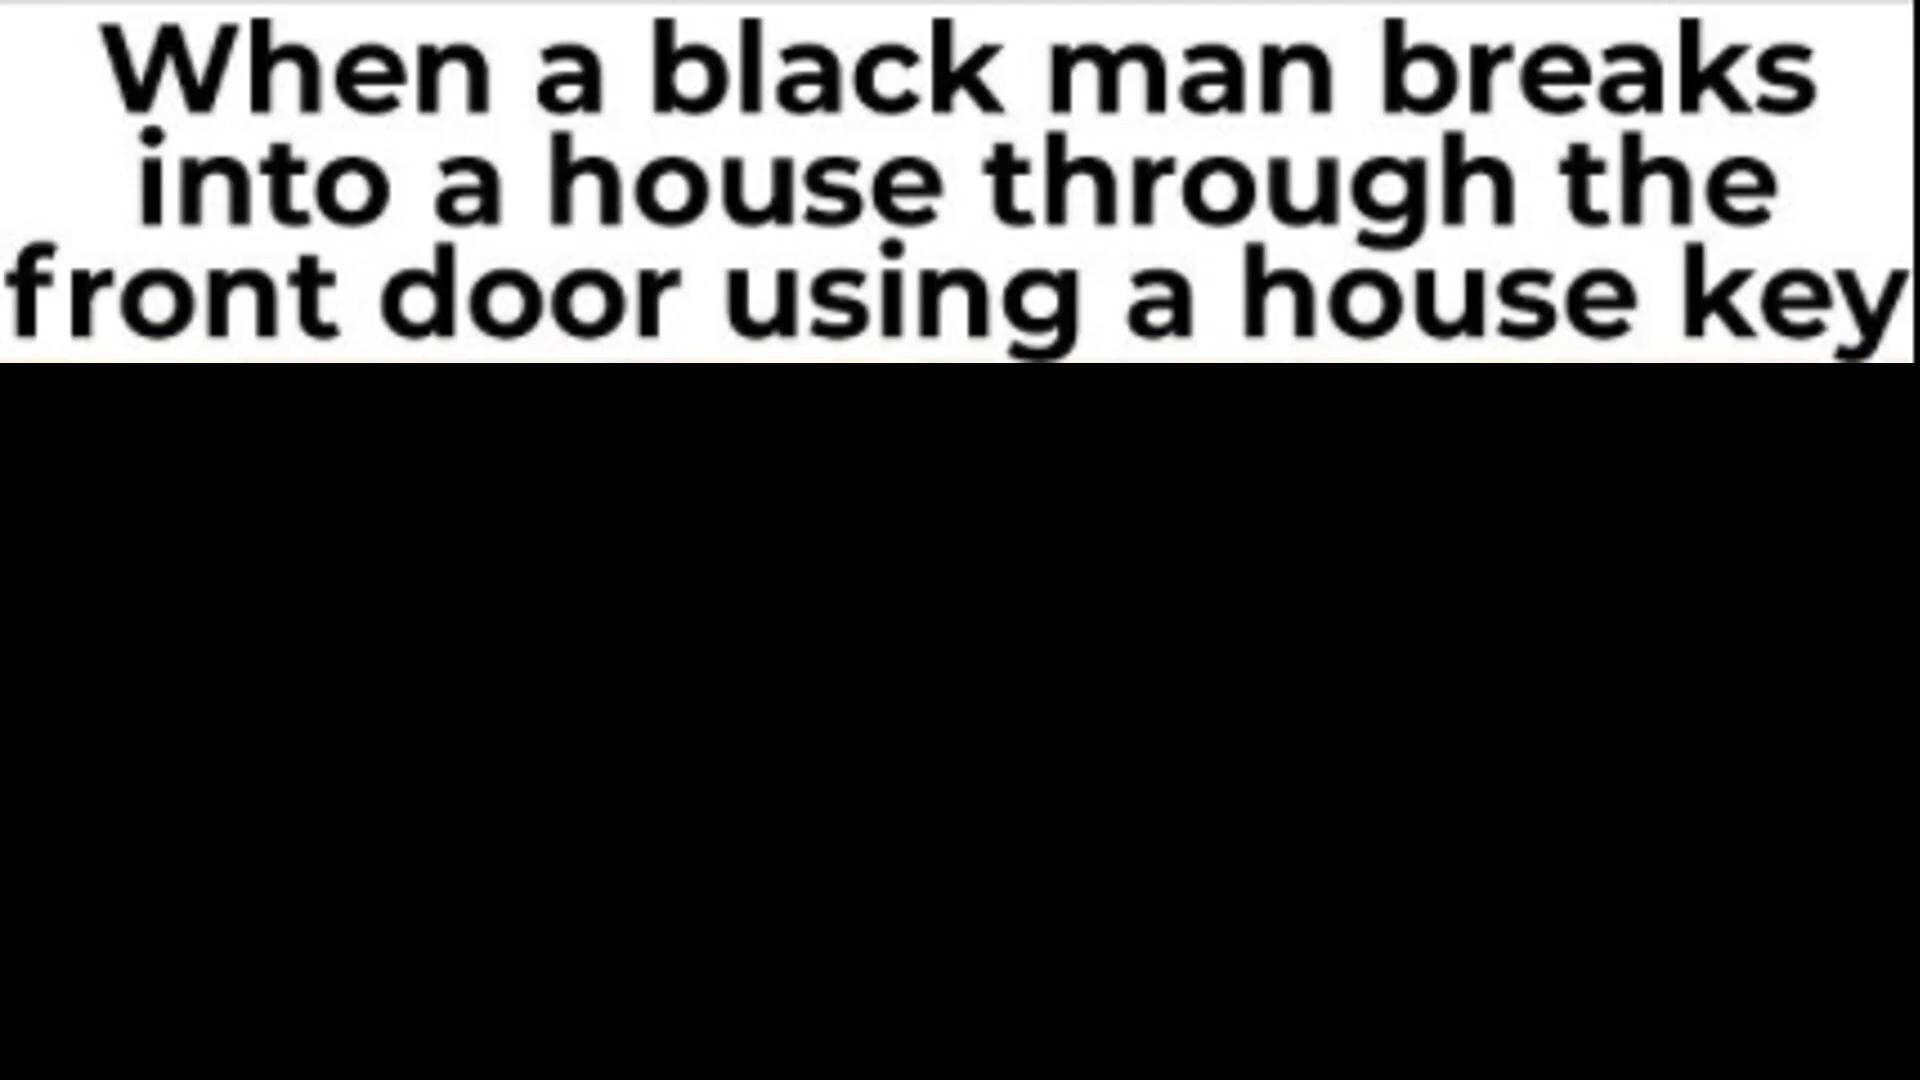 When a black man breaks
into a house through the
front door using a house key